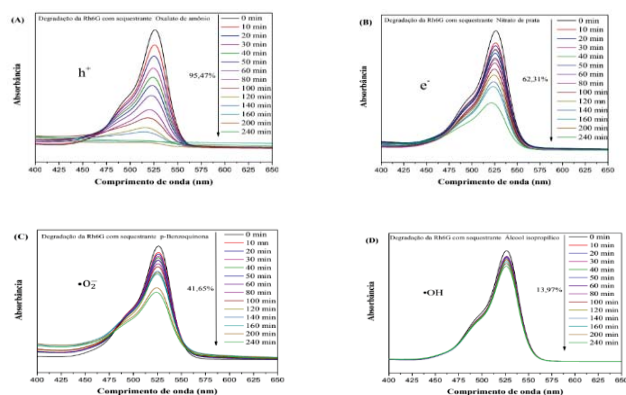 (A)
Degradação da Rh6G com sequestrante Oxalato de amônio
h+
95,47%
0 min
10 min
20 min
30 min
40 min
50 min
60 min
80 min
100 min
120 min
140 min
160 min
200 min
240 min
Absorbância
400 425 450 475 500 525 550 575 600 625 650
Comprimento de onda (nm)
(B)
Degradação da Rh6G com sequestrante Nitrato de prata
e-
62,31%
0 min
10 min
20 min
30 min
40 min
50 min
60 min
80 min
100 min
120 min
140 min
160 min
200 min
240 min
Absorbância
400 425 450 475 500 525 550 575 600 625 650
Comprimento de onda (nm)
(C)
Degradação da Rh6G com sequestrante p-Benzoquinona
•O2−
41,65%
0 min
10 min
20 min
30 min
40 min
50 min
60 min
80 min
100 min
120 min
140 min
160 min
200 min
240 min
Absorbância
400 425 450 475 500 525 550 575 600 625 650
Comprimento de onda (nm)
(D)
Degradação da Rh6G com sequestrante Álcool isopropílico
•OH
13,97%
0 min
10 min
20 min
30 min
40 min
50 min
60 min
80 min
100 min
120 min
140 min
160 min
200 min
240 min
Absorbância
400 425 450 475 500 525 550 575 600 625 650
Comprimento de onda (nm)